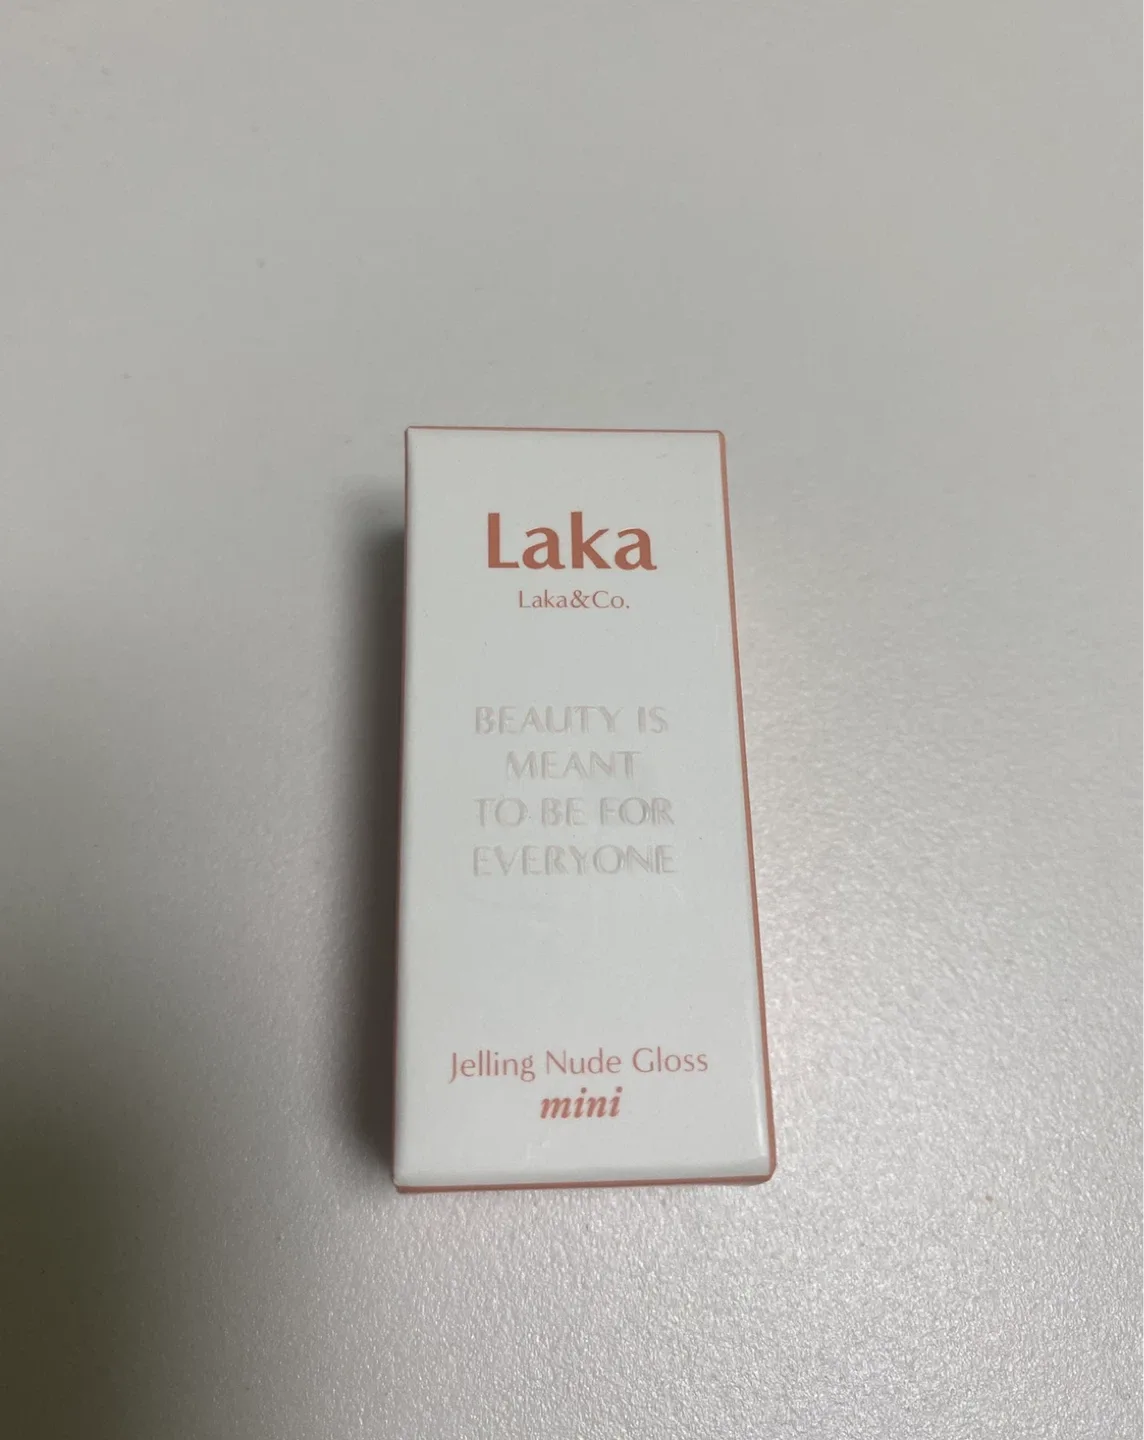 Laka
Laka&Co.
BEAUTY IS
MEANT
TO BE FOR
EVERYONE
Jelling Nude Gloss
mini